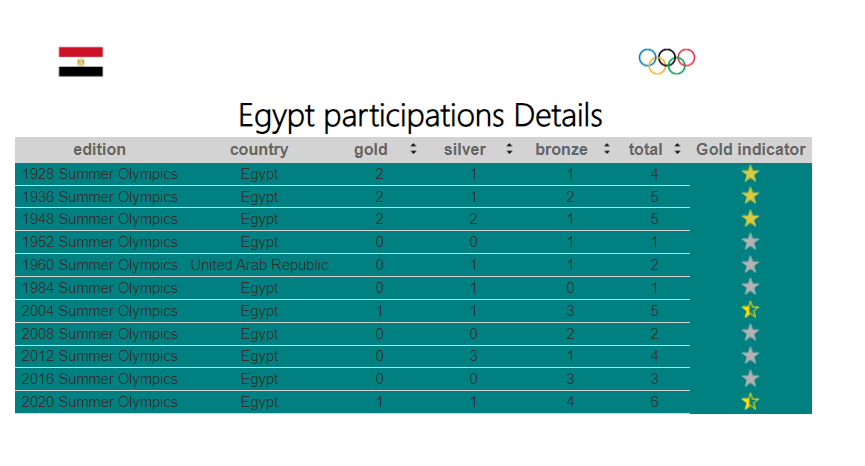 Egypt participations Details
edition country gold silver bronze total Gold indicator
1928 Summer Olympics Egypt 2 1 1 4
1936 Summer Olympics Egypt 2 1 2 5
1948 Summer Olympics Egypt 2 2 1 5
1952 Summer Olympics Egypt 0 0 1 1
1960 Summer Olympics United Arab Republic 0 1 1 2
1984 Summer Olympics Egypt 0 1 0 1
2004 Summer Olympics Egypt 1 1 3 5
2008 Summer Olympics Egypt 0 0 2 2
2012 Summer Olympics Egypt 0 3 1 4
2016 Summer Olympics Egypt 0 0 3 3
2020 Summer Olympics Egypt 1 1 4 6